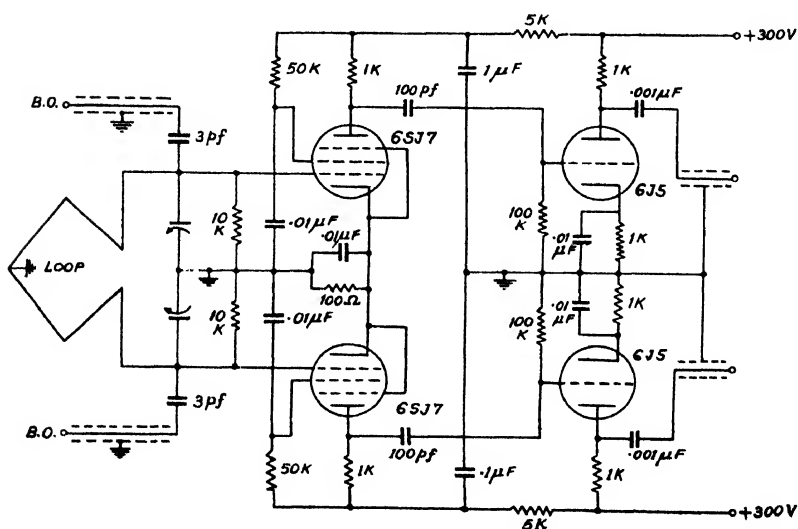 5K
+300V
50K
1K
1K
.001µF
100pf
1µF
B.O.
3pf
6SJ7
6J5
10
K
.01µF
.01µF
100
K
.01
µF
1K
LOOP
100Ω
10
K
.01µF
100
K
.01
µF
1K
6J5
3pf
6SJ7
B.O.
50K
1K
100pf
.1µF
.001µF
1K
5K
+300V